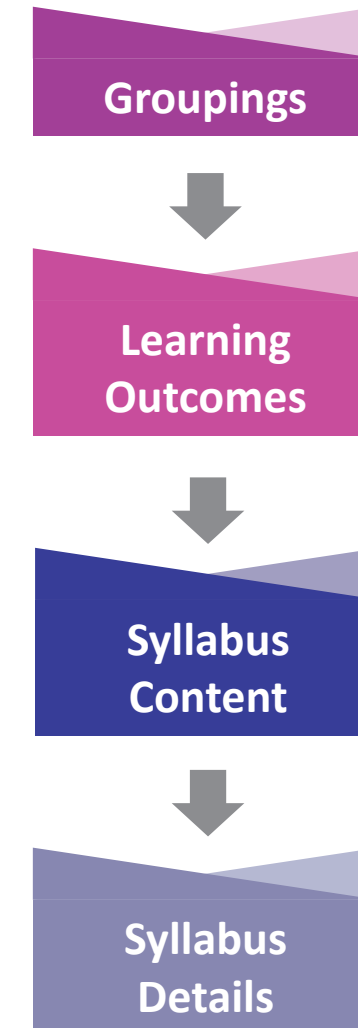 Groupings
Learning
Outcomes
Syllabus
Content
Syllabus
Details